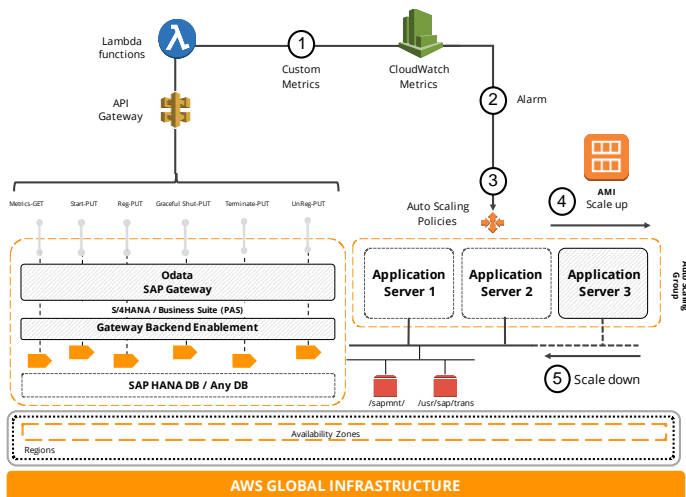 Lambda
functions
1
Custom
Metrics
CloudWatch
Metrics
API
Gateway
2
Alarm
3
Auto Scaling
Policies
4
AMI
Scale up
Metrics-GET
Start-PUT
Reg-PUT
Graceful Shut-PUT
Terminate-PUT
UnReg-PUT
Odata
SAP Gateway
S/4HANA / Business Suite (PAS)
Gateway Backend Enablement
SAP HANA DB / Any DB
Application
Server 1
Application
Server 2
Application
Server 3
Auto Scaling
Group
5
Scale down
/sapmnt/
/usr/sap/trans
Availability Zones
Regions
AWS GLOBAL INFRASTRUCTURE